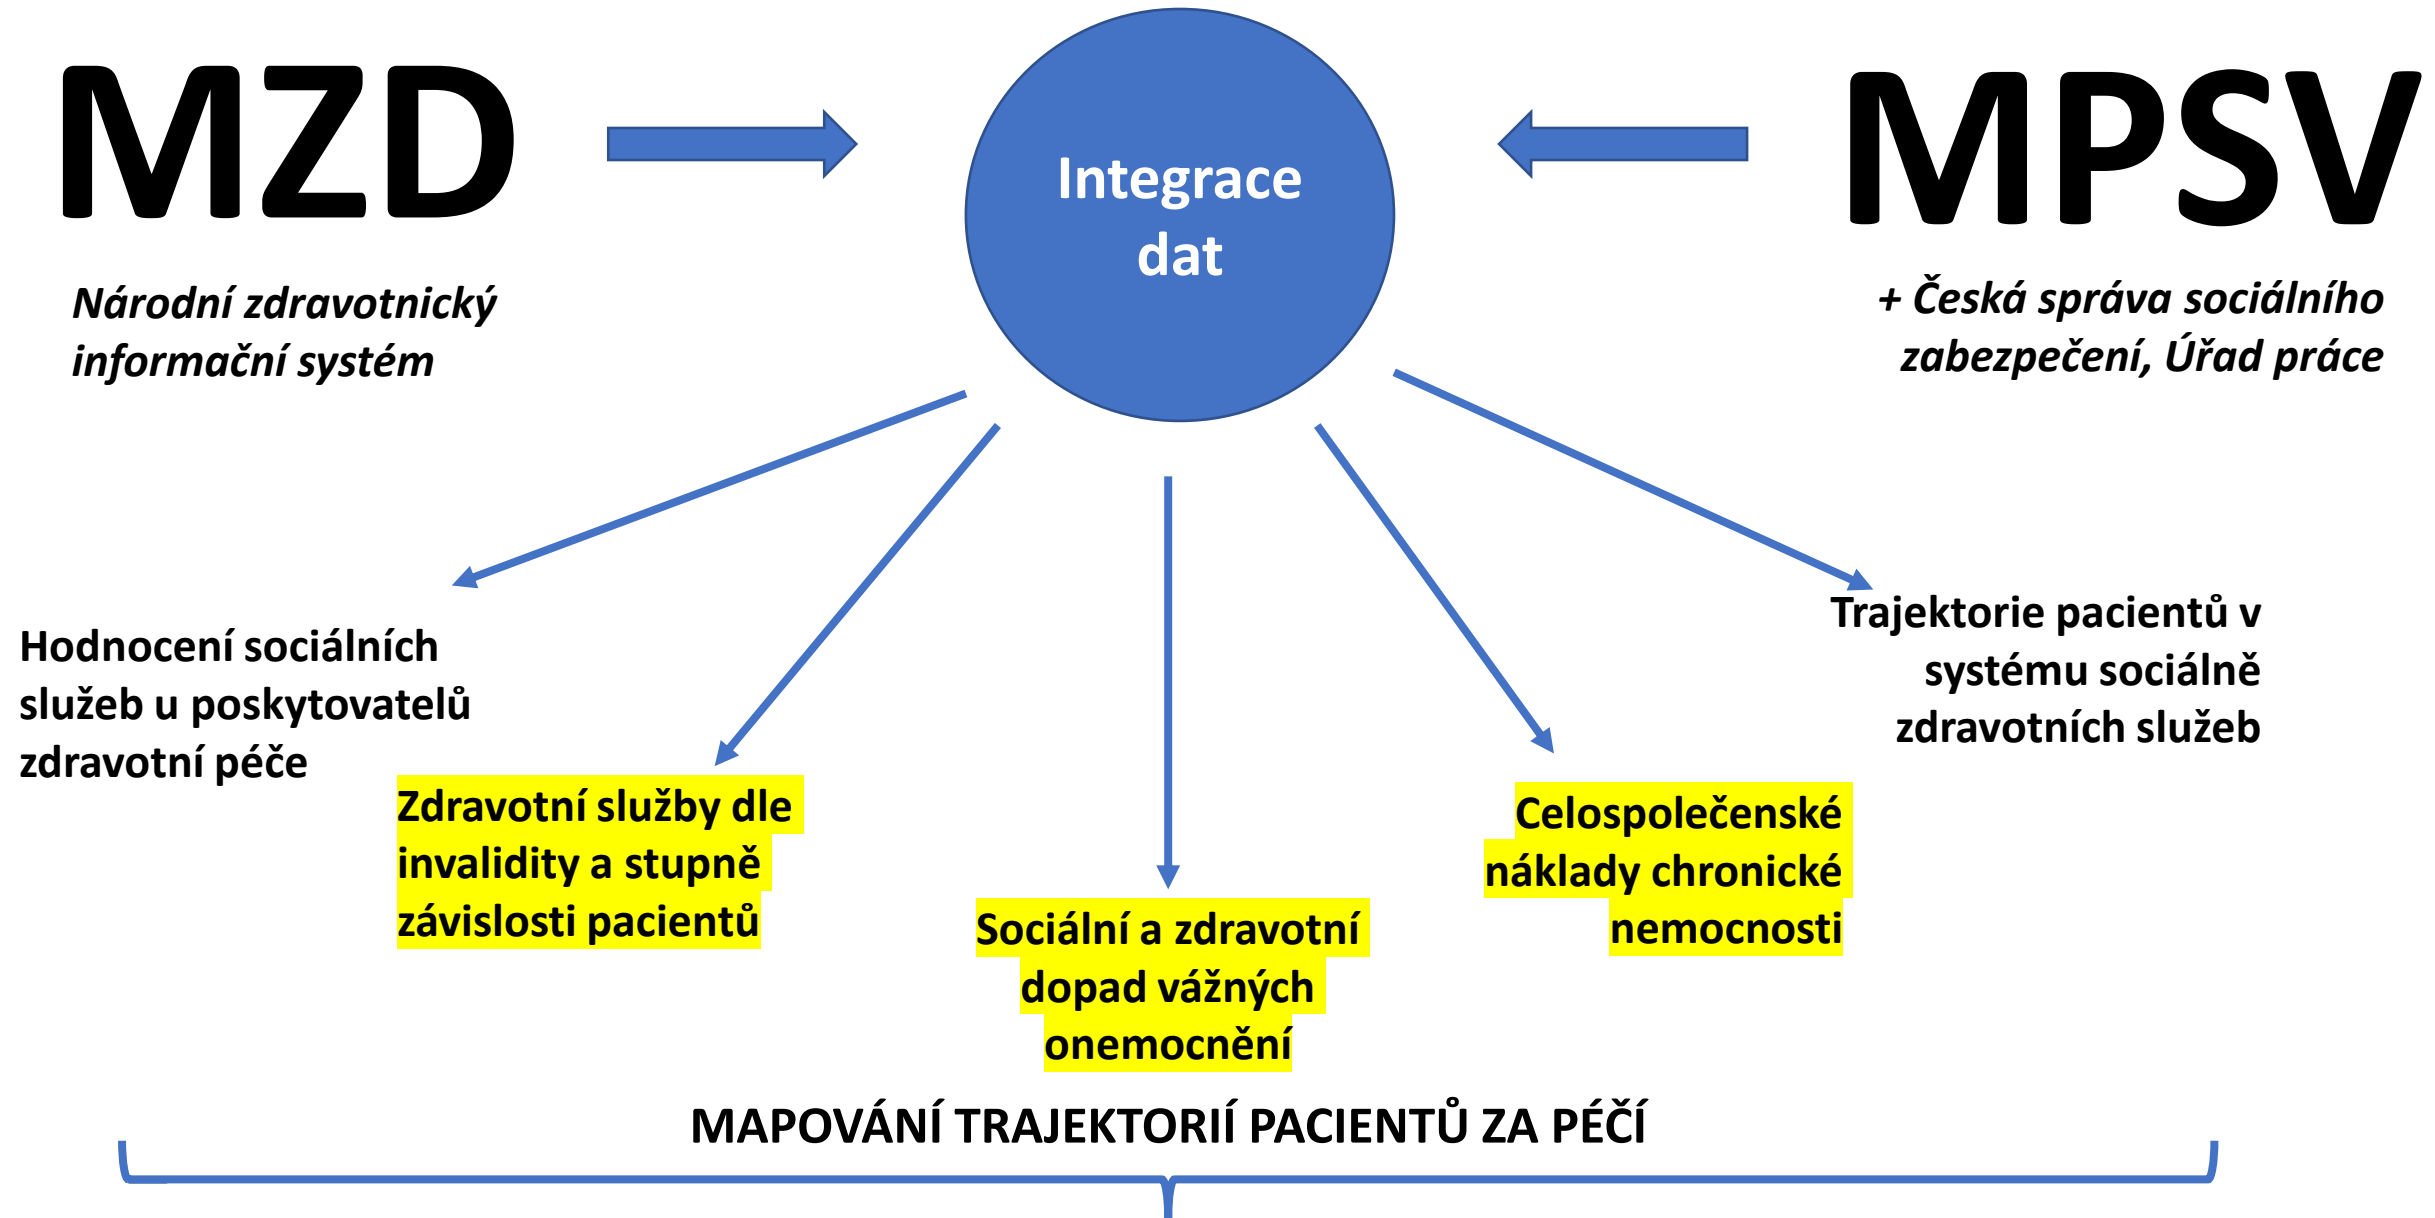 MZD
Národní zdravotnický
informační systém
Integrace
dat
MPSV
+ Česká správa sociálního
zabezpečení, Úřad práce
Hodnocení sociálních
služeb u poskytovatelů
zdravotní péče
Zdravotní služby dle
invalidity a stupně
závislosti pacientů
Sociální a zdravotní
dopad vážných
onemocnění
Celospolečenské
náklady chronické
nemocnosti
Trajektorie pacientů v
systému sociálně
zdravotních služeb
MAPOVÁNÍ TRAJEKTORIÍ PACIENTŮ ZA PÉČÍ